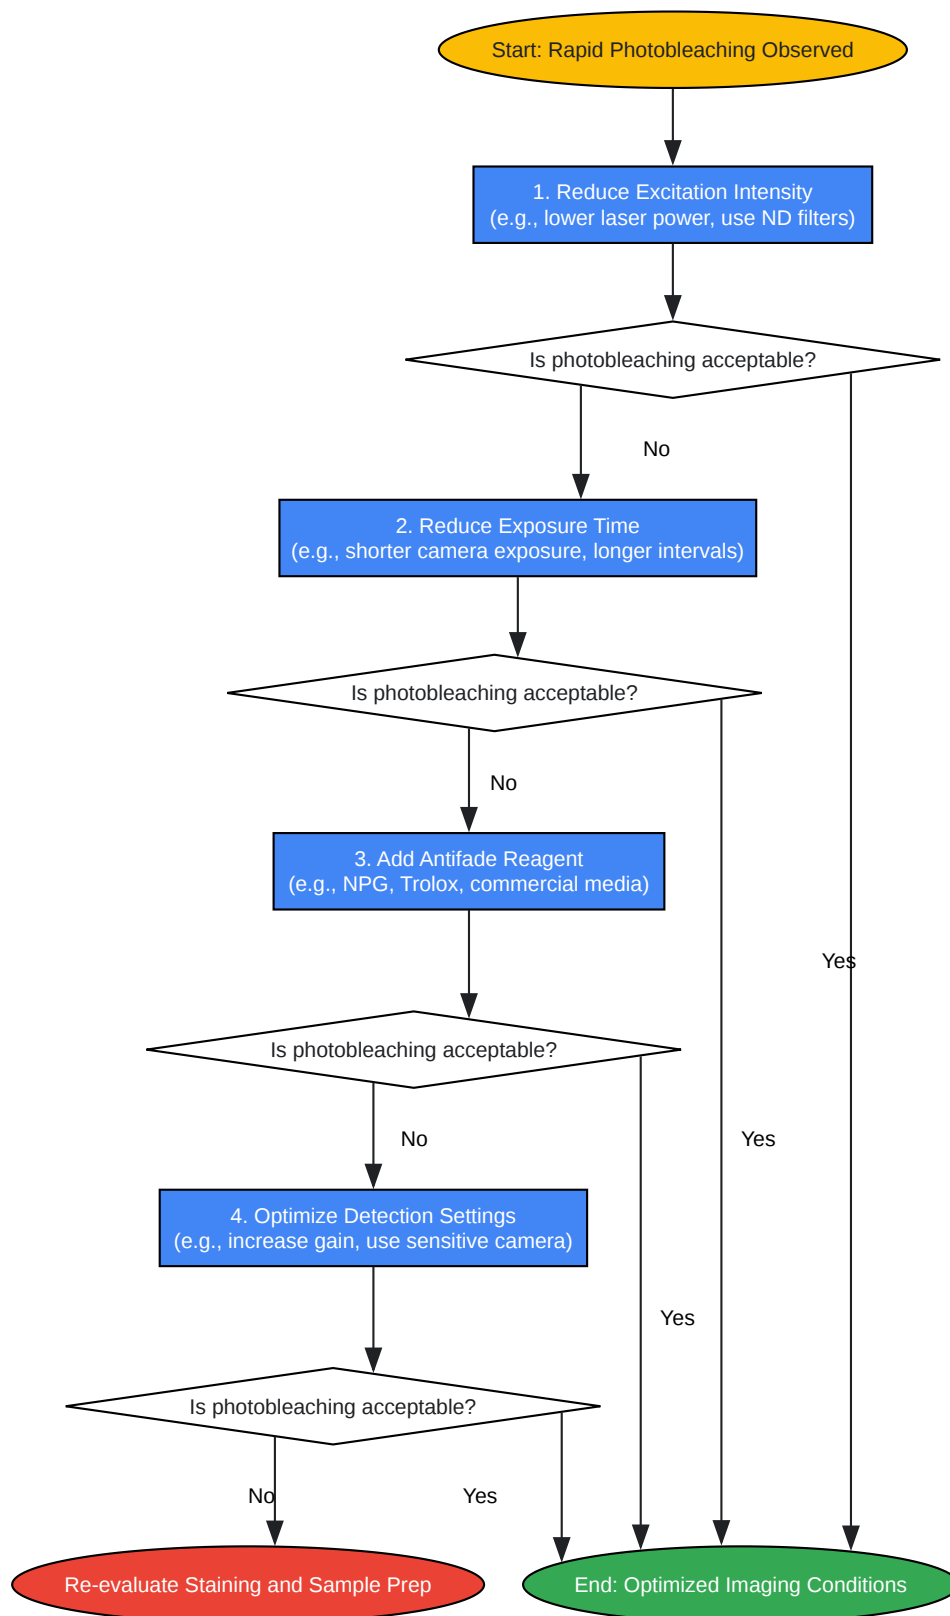 Start: Rapid Photobleaching Observed
1. Reduce Excitation Intensity
(e.g., lower laser power, use ND filters)
Is photobleaching acceptable?
No
2. Reduce Exposure Time
(e.g., shorter camera exposure, longer intervals)
Is photobleaching acceptable?
No
3. Add Antifade Reagent
(e.g., NPG, Trolox, commercial media)
Yes
Is photobleaching acceptable?
No
Yes
4. Optimize Detection Settings
(e.g., increase gain, use sensitive camera)
Yes
Is photobleaching acceptable?
No
Yes
Re-evaluate Staining and Sample Prep
End: Optimized Imaging Conditions